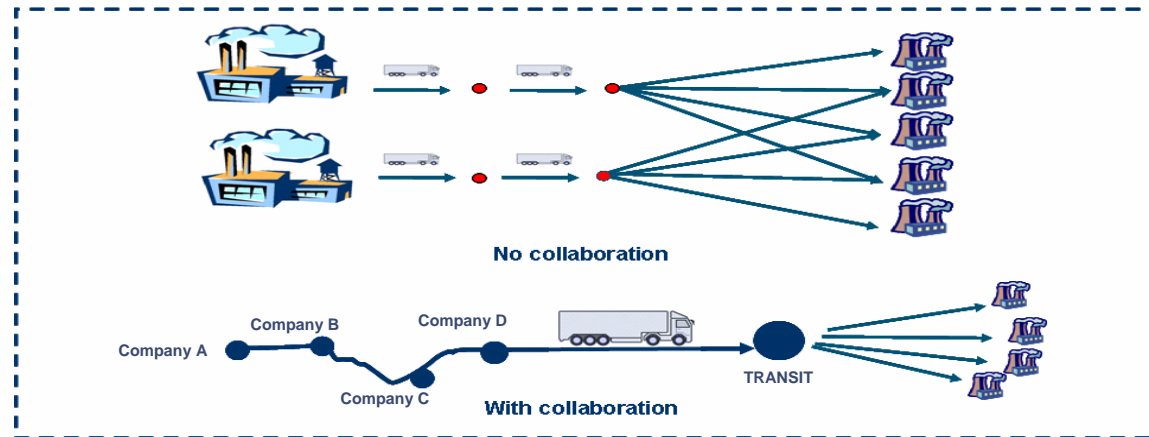 No collaboration
Company A
Company B
Company C
Company D
TRANSIT
With collaboration